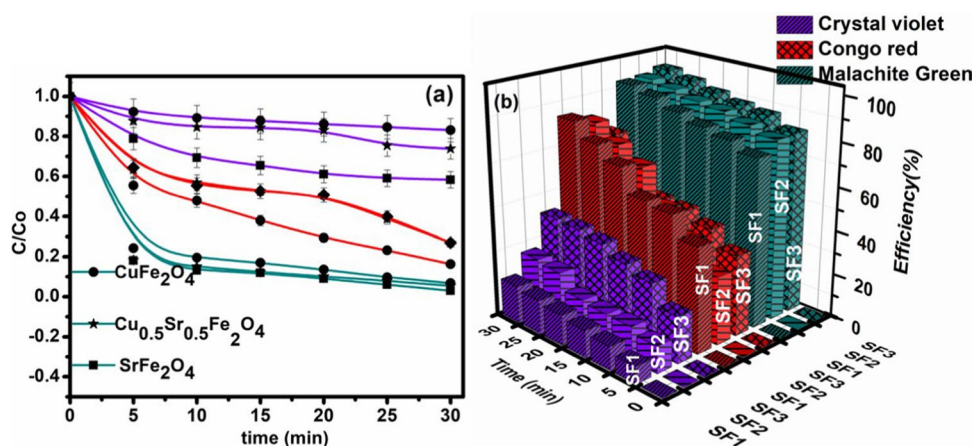 (a)
C/Co
1.0
0.8
0.6
0.4
0.2
0.0
-0.2
-0.4
CuFe2O4
Cu0.5Sr0.5Fe2O4
SrFe2O4
0 5 10 15 20 25 30
time (min)
(b)
Crystal violet
Congo red
Malachite Green
100
80
60
40
20
0
Efficiency(%)
SF1
SF2
SF3
SF1
SF2
SF3
SF1
SF2
SF3
30
25
20
15
10
5
0
Time (min)
SF1
SF2
SF3
SF1
SF2
SF3
SF1
SF2
SF3